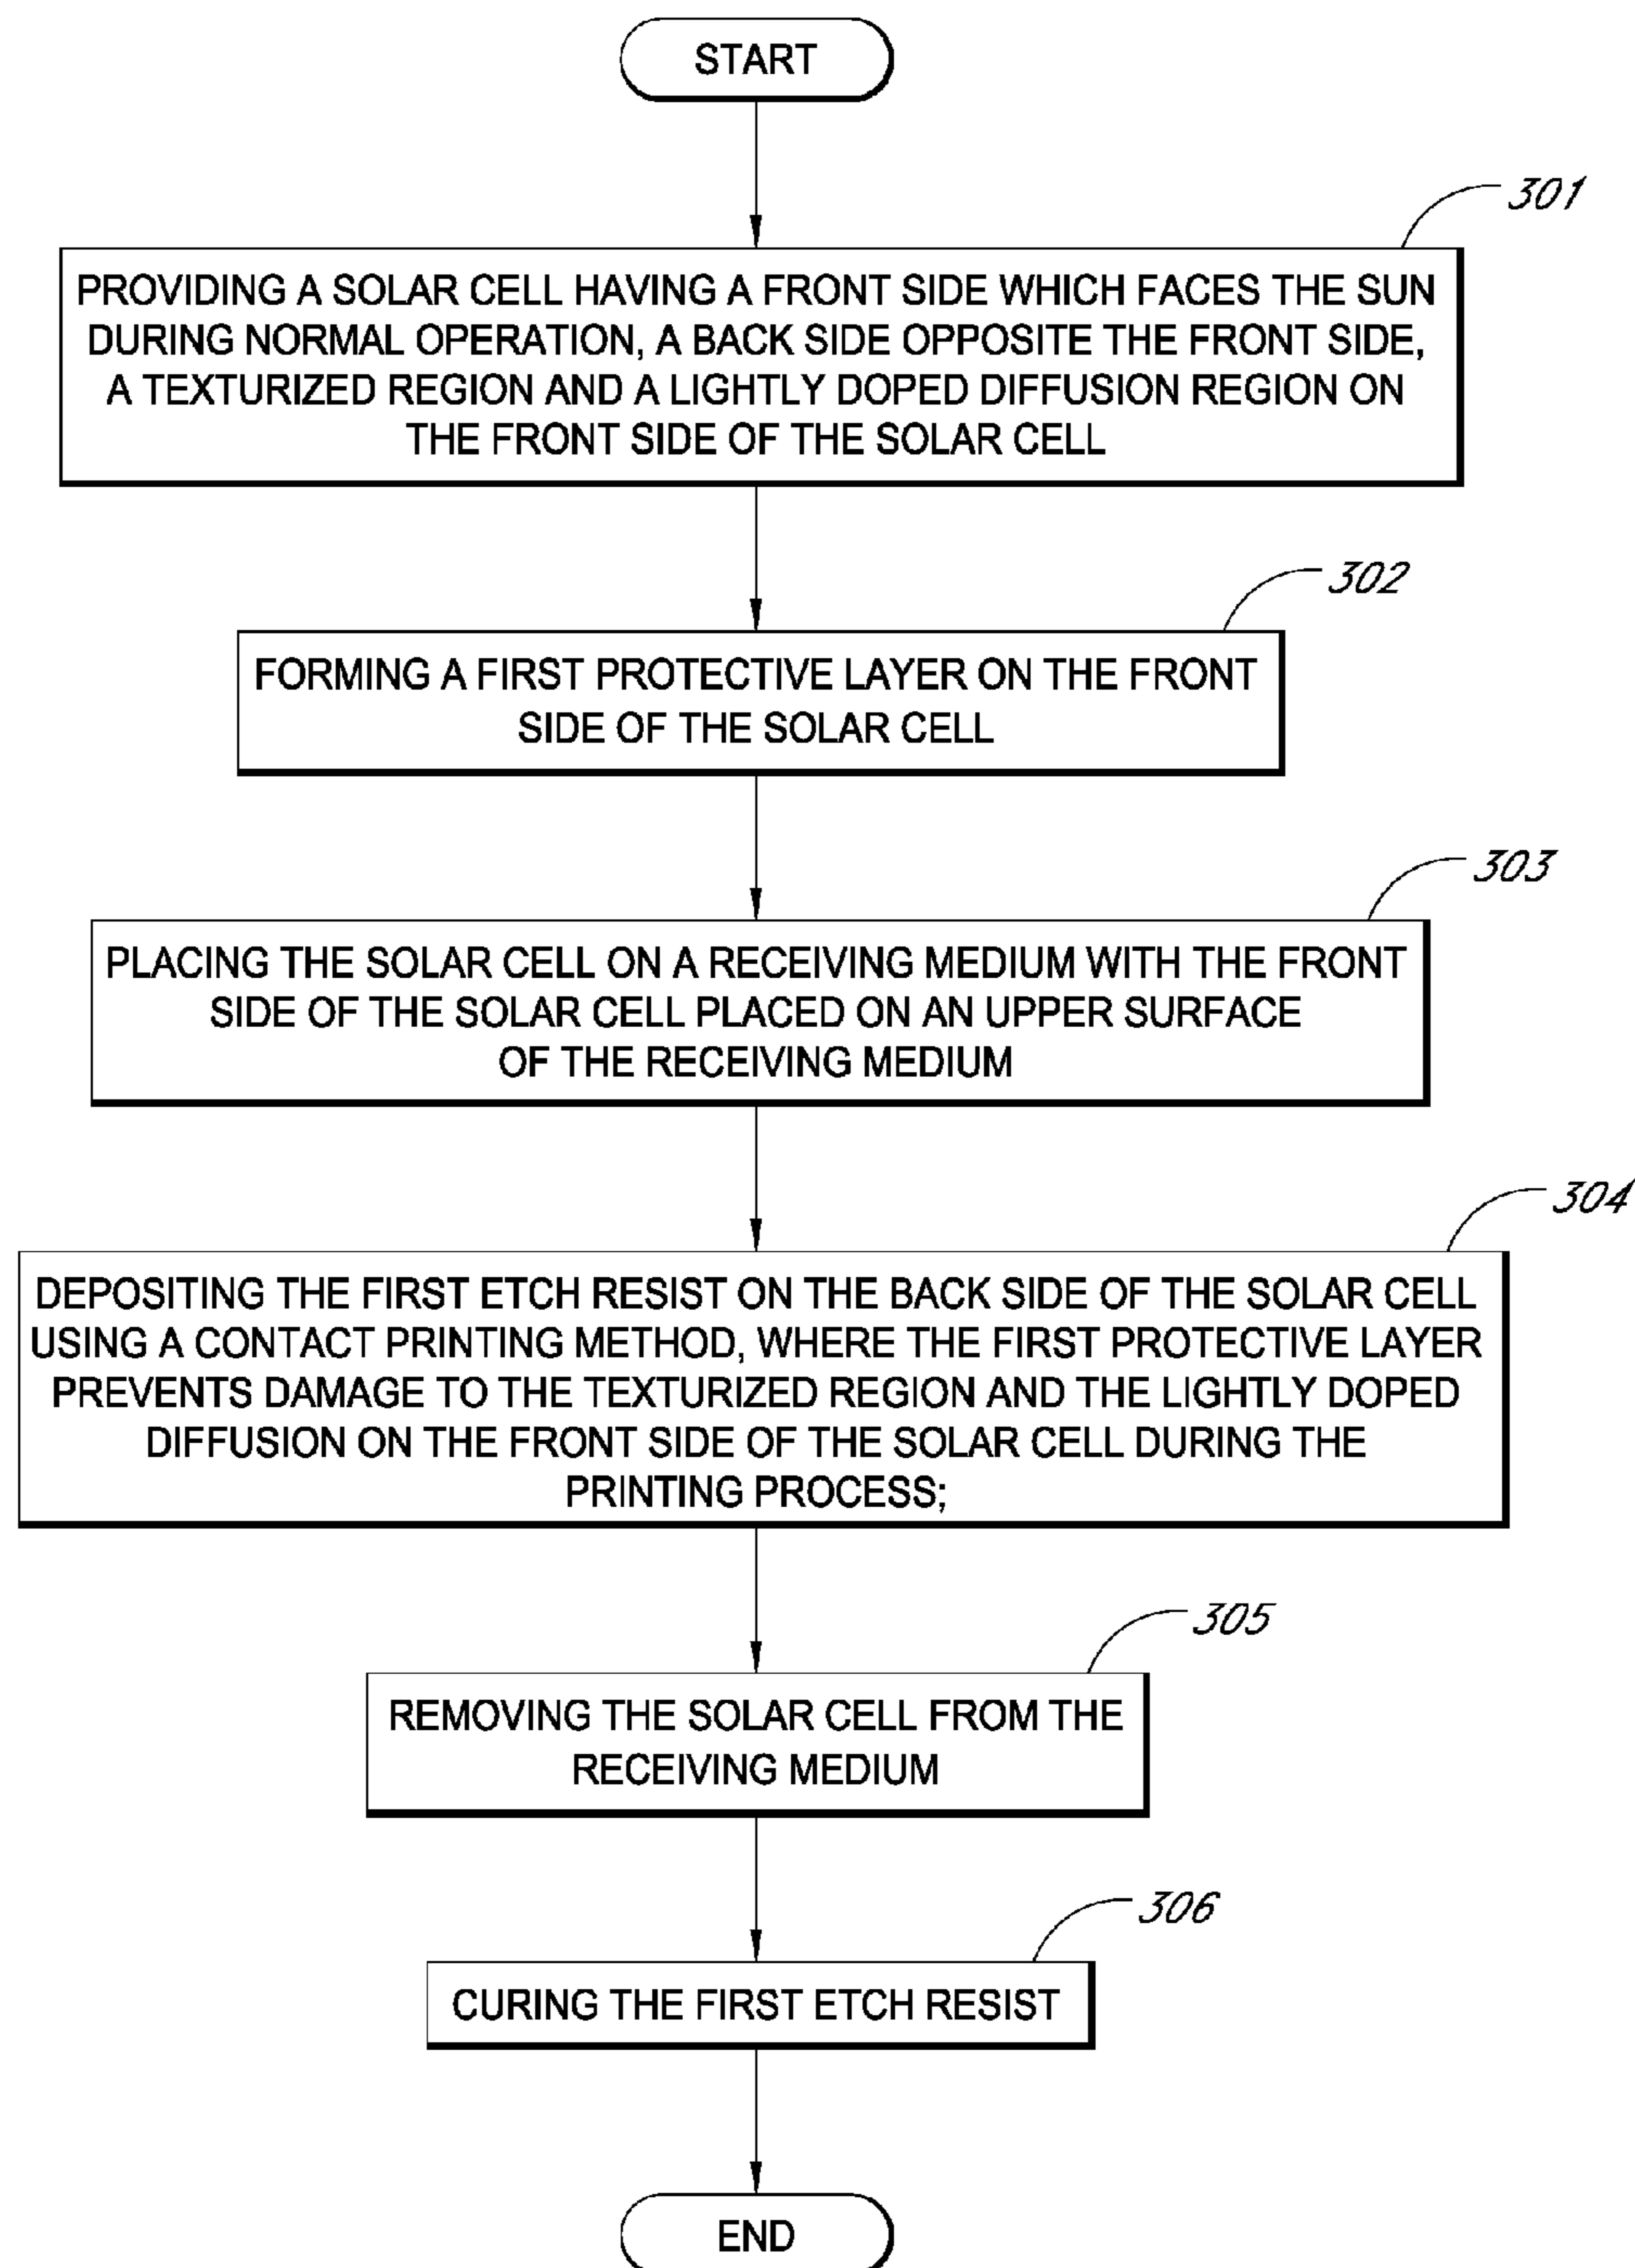 START
301
PROVIDING A SOLAR CELL HAVING A FRONT SIDE WHICH FACES THE SUN
DURING NORMAL OPERATION, A BACK SIDE OPPOSITE THE FRONT SIDE,
A TEXTURIZED REGION AND A LIGHTLY DOPED DIFFUSION REGION ON
THE FRONT SIDE OF THE SOLAR CELL
302
FORMING A FIRST PROTECTIVE LAYER ON THE FRONT
SIDE OF THE SOLAR CELL
303
PLACING THE SOLAR CELL ON A RECEIVING MEDIUM WITH THE FRONT
SIDE OF THE SOLAR CELL PLACED ON AN UPPER SURFACE
OF THE RECEIVING MEDIUM
304
DEPOSITING THE FIRST ETCH RESIST ON THE BACK SIDE OF THE SOLAR CELL
USING A CONTACT PRINTING METHOD, WHERE THE FIRST PROTECTIVE LAYER
PREVENTS DAMAGE TO THE TEXTURIZED REGION AND THE LIGHTLY DOPED
DIFFUSION ON THE FRONT SIDE OF THE SOLAR CELL DURING THE
PRINTING PROCESS;
305
REMOVING THE SOLAR CELL FROM THE
RECEIVING MEDIUM
306
CURING THE FIRST ETCH RESIST
END